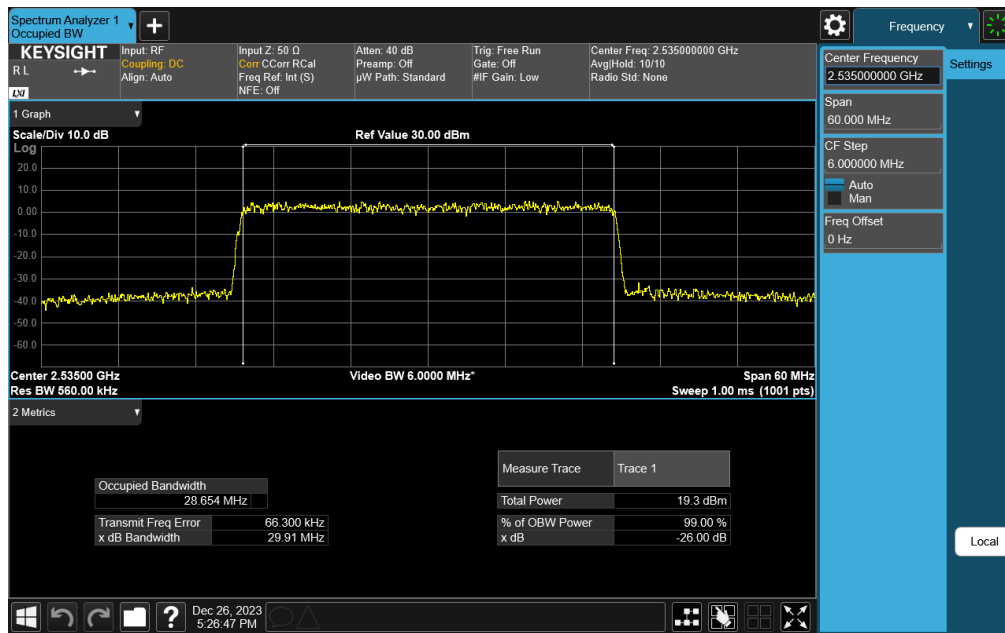 Spectrum Analyzer 1
Occupied BW
Frequency
KEYSIGHT
R L
LXI
Input: RF
Coupling: DC
Align: Auto
Input Z: 50 Ω
Corr CCorr RCal
Freq Ref: Int (S)
NFE: Off
Atten: 40 dB
Preamp: Off
µW Path: Standard
Trig: Free Run
Gate: Off
#IF Gain: Low
Center Freq: 2.535000000 GHz
Avg|Hold: 10/10
Radio Std: None
Center Frequency
2.535000000 GHz
Settings
Span
60.000 MHz
CF Step
6.000000 MHz
Auto
Man
Freq Offset
0 Hz
1 Graph
Scale/Div 10.0 dB
Ref Value 30.00 dBm
Log
20.0
10.0
0.00
-10.0
-20.0
-30.0
-40.0
-50.0
-60.0
Center 2.53500 GHz
Video BW 6.0000 MHz*
Span 60 MHz
Res BW 560.00 kHz
Sweep 1.00 ms (1001 pts)
2 Metrics
Occupied Bandwidth
28.654 MHz
Transmit Freq Error 66.300 kHz
x dB Bandwidth 29.91 MHz
Measure Trace Trace 1
Total Power 19.3 dBm
% of OBW Power 99.00 %
x dB -26.00 dB
Local
?
Dec 26, 2023
5:26:47 PM